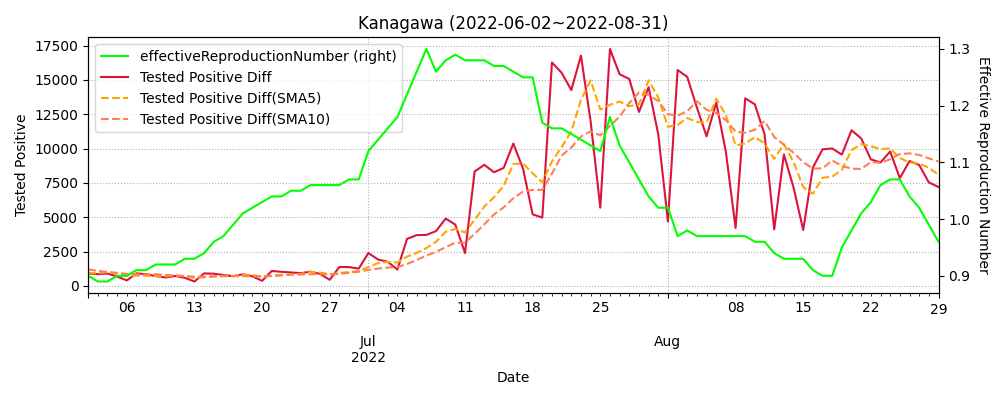 Kanagawa (2022-06-02~2022-08-31)
effectiveReproductionNumber (right)
Tested Positive Diff
Tested Positive Diff(SMA5)
Tested Positive Diff(SMA10)
Tested Positive
17500
15000
12500
10000
7500
5000
2500
0
Effective Reproduction Number
1.3
1.2
1.1
1.0
0.9
06 13 20 27 04 11 18 25 08 15 22 29
Jul Aug
2022
Date